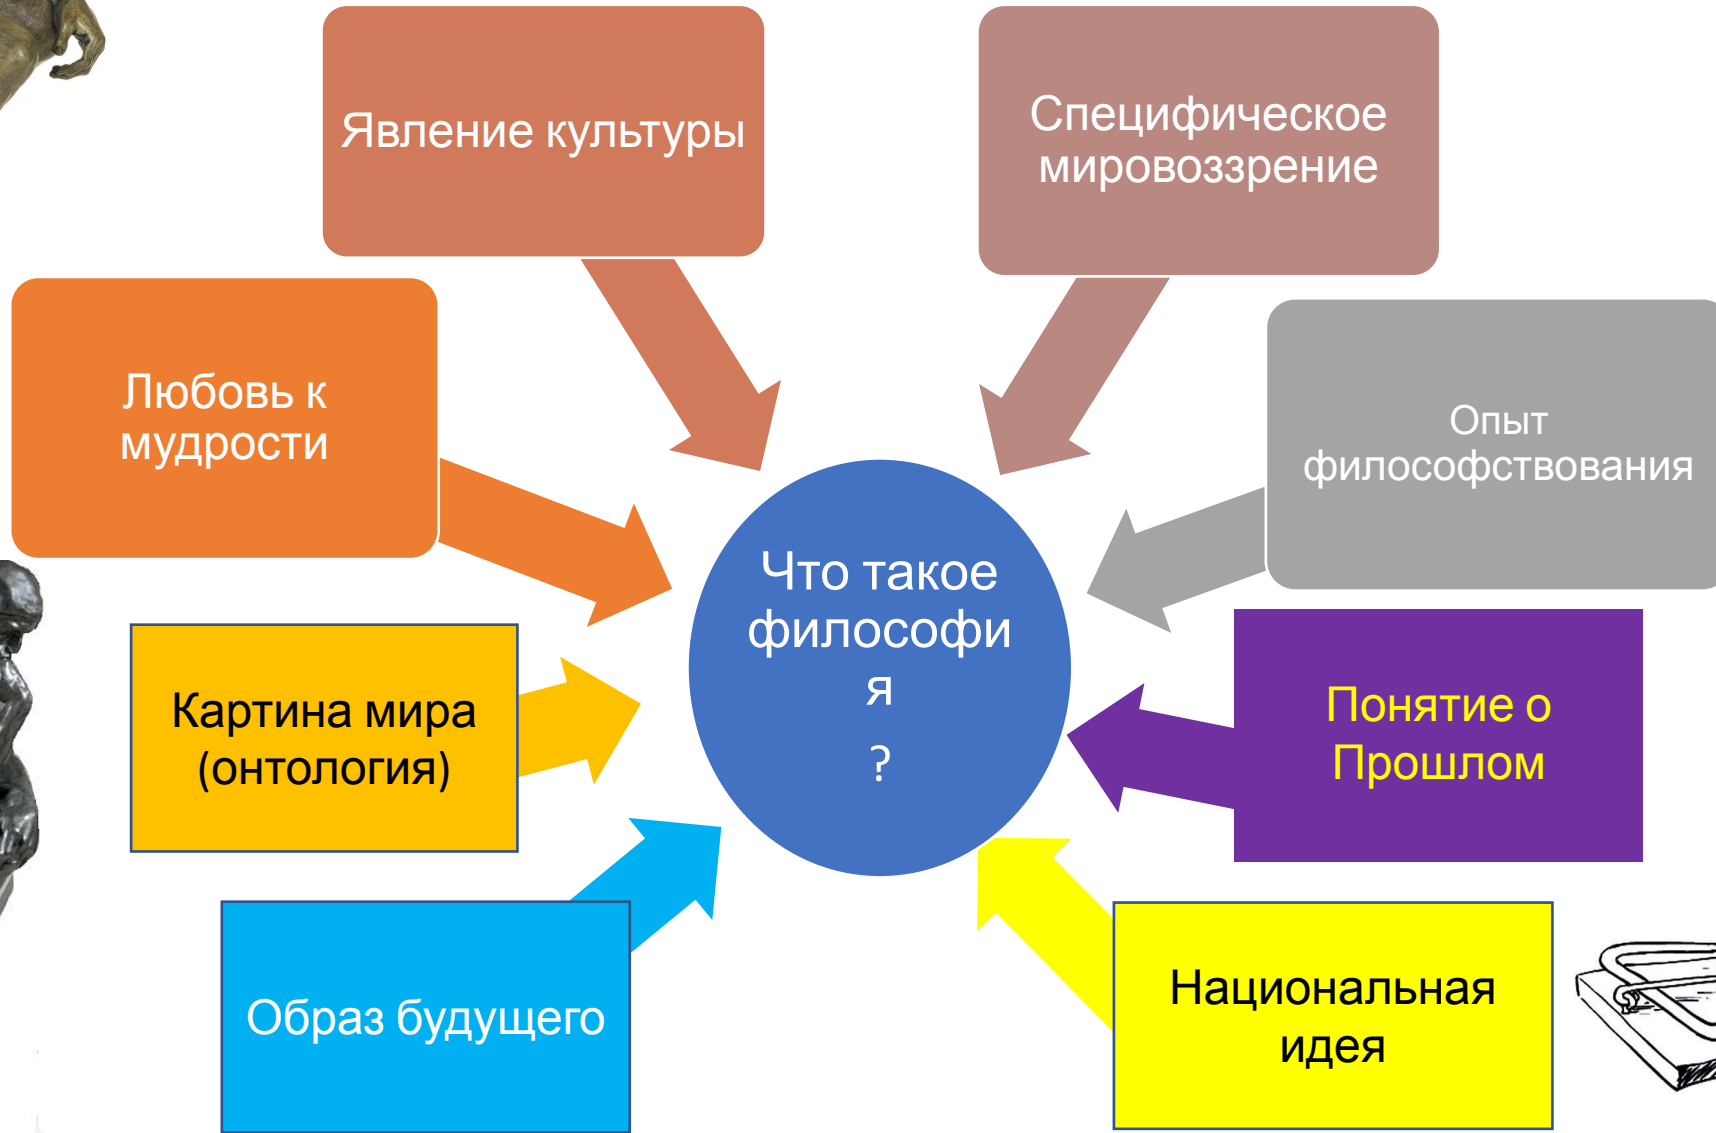 Явление культуры
Специфическое
мировоззрение
Любовь к
мудрости
Опыт
философствования
Что такое
философи
я
?
Картина мира
(онтология)
Понятие о
Прошлом
Образ будущего
Национальная
идея